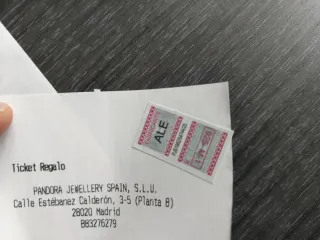 ALE
Ticket Regalo
PANDORA JEWELLERY SPAIN, S.L.U.
Calle Estébanez Calderón, 3-5 (Planta 8)
28020 Madrid
B83276279